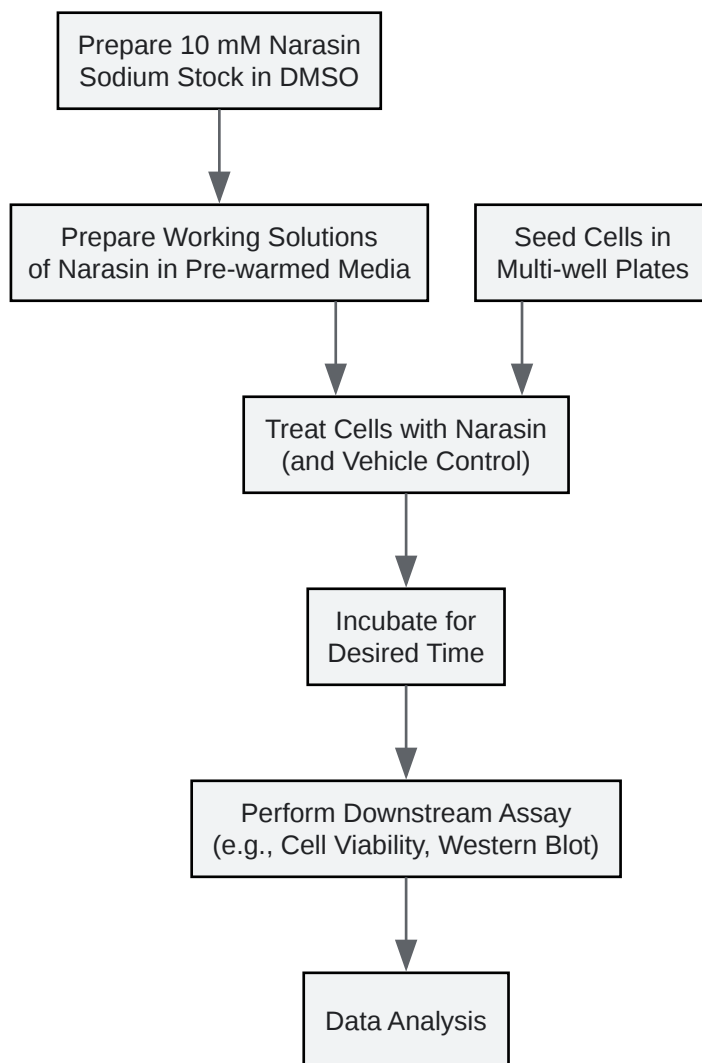 Prepare 10 mM Narasin
Sodium Stock in DMSO
Prepare Working Solutions
of Narasin in Pre-warmed Media
Seed Cells in
Multi-well Plates
Treat Cells with Narasin
(and Vehicle Control)
Incubate for
Desired Time
Perform Downstream Assay
(e.g., Cell Viability, Western Blot)
Data Analysis